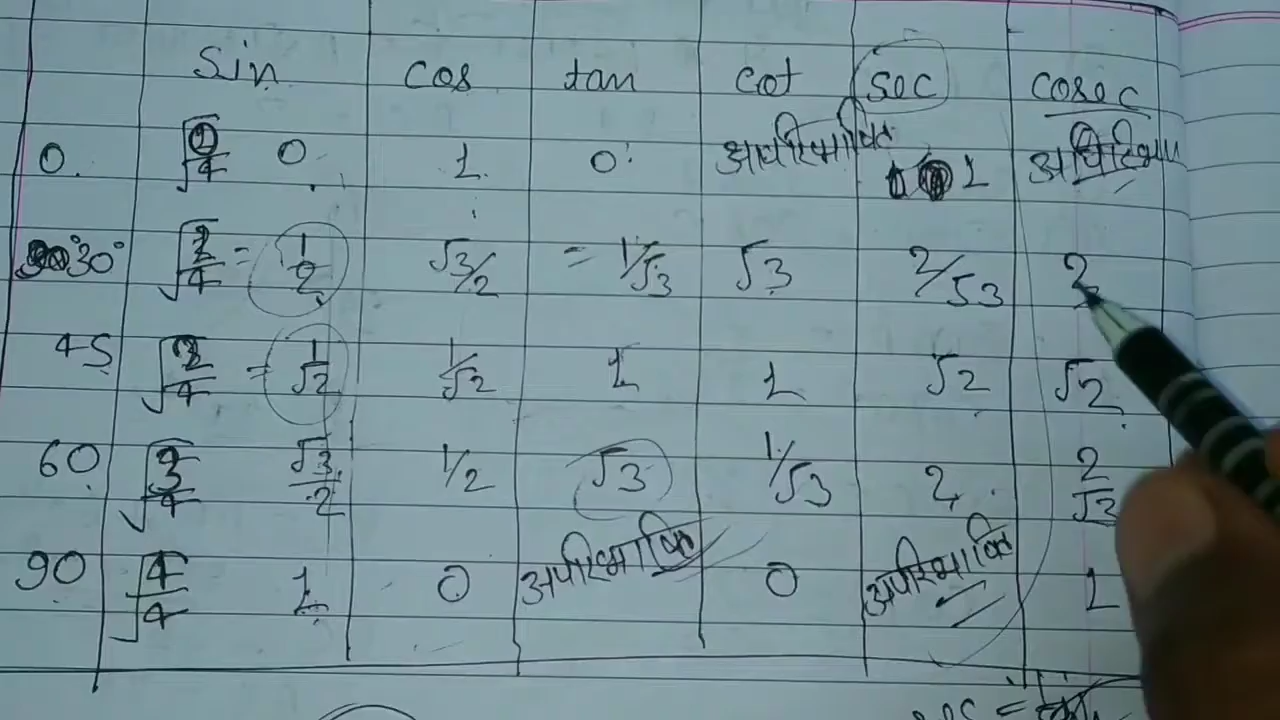 Sin cos tan cot sec cosec
0 √0/4 0 1 0 अपरिभाषित 1 अपरिभाषित
30° = 1/2 √3/2 = 1/√3 √3 2/√3 2
45 √2/4 = 1/√2 1/√2 1 1 √2 √2
60 √3/4 √3/2 1/2 √3 1/√3 2 2/√3
90 √4/4 1 0 अपरिभाषित 0 अपरिभाषित 1